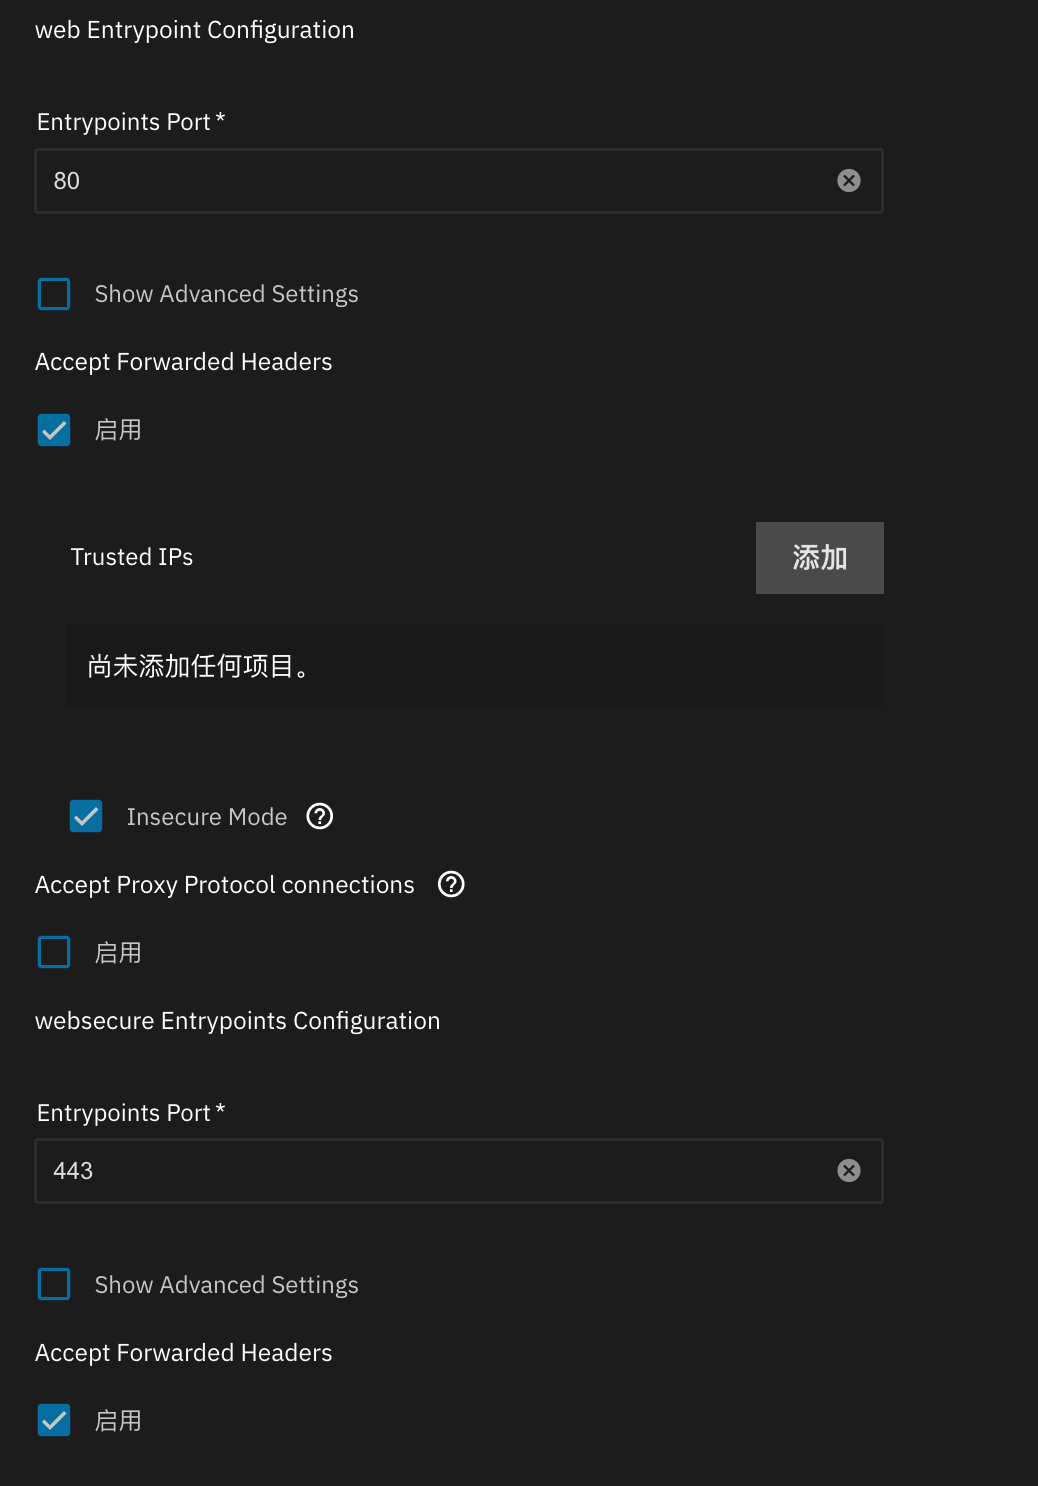 web Entrypoint Configuration
Entrypoints Port *
80
Show Advanced Settings
Accept Forwarded Headers
启用
Trusted IPs
添加
尚未添加任何项目。
Insecure Mode
Accept Proxy Protocol connections
启用
websecure Entrypoints Configuration
Entrypoints Port *
443
Show Advanced Settings
Accept Forwarded Headers
启用